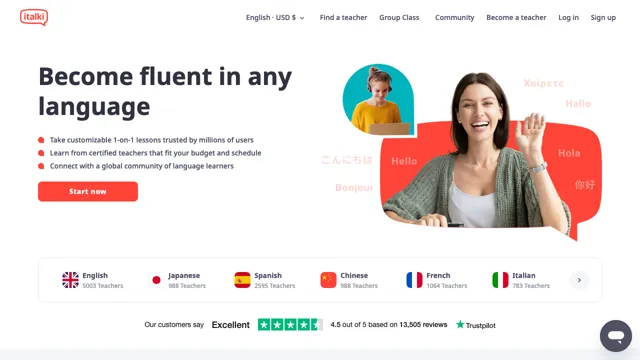 italki
English · USD $
Find a teacher
Group Class
Community
Become a teacher
Log in
Sign up
Become fluent in any
language
Take customizable 1-on-1 lessons trusted by millions of users
Learn from certified teachers that fit your budget and schedule
Connect with a global community of language learners
Start now
Χαίρετε
Hallo
こんにちは
Hello
Hola
Bonjour
你好
English
5003 Teachers
Japanese
988 Teachers
Spanish
2595 Teachers
Chinese
988 Teachers
French
1064 Teachers
Italian
783 Teachers
Our customers say Excellent 4.5 out of 5 based on 13,505 reviews Trustpilot